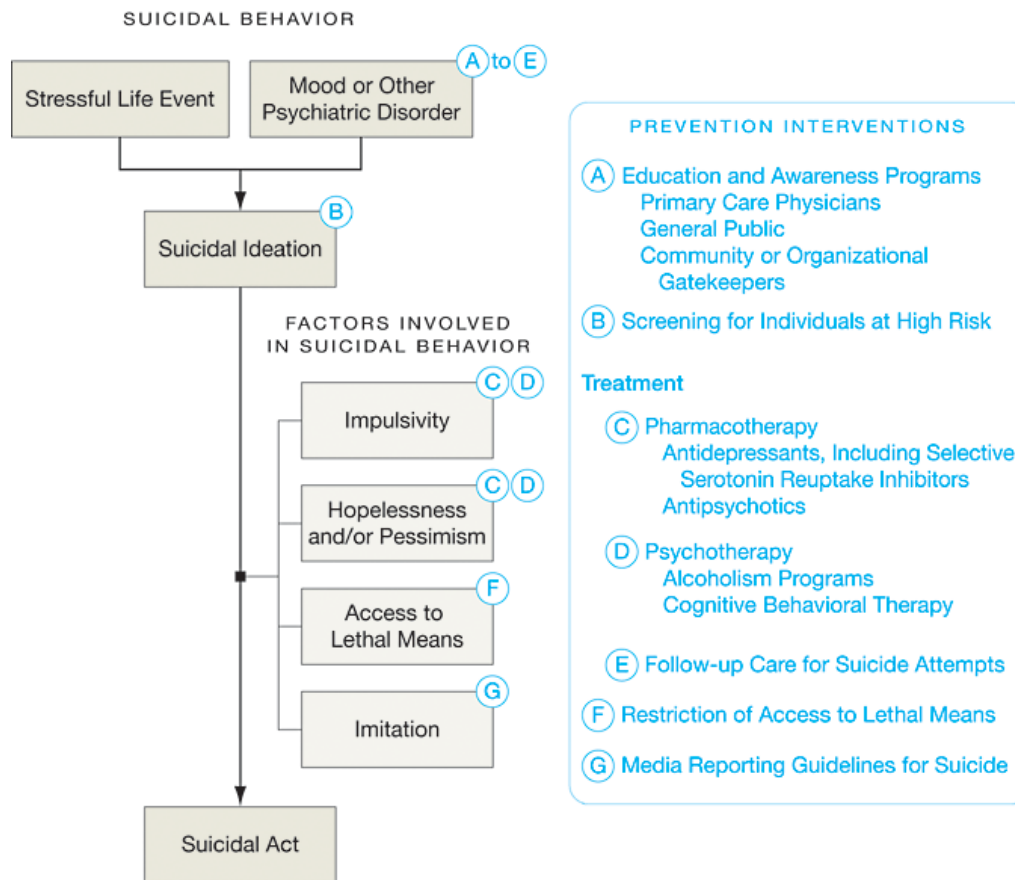 SUICIDAL BEHAVIOR
A to E
Stressful Life Event
Mood or Other
Psychiatric Disorder
B
Suicidal Ideation
FACTORS INVOLVED
IN SUICIDAL BEHAVIOR
C D
Impulsivity
C D
Hopelessness
and/or Pessimism
F
Access to
Lethal Means
G
Imitation
Suicidal Act
PREVENTION INTERVENTIONS
A Education and Awareness Programs
Primary Care Physicians
General Public
Community or Organizational
Gatekeepers
B Screening for Individuals at High Risk
Treatment
C Pharmacotherapy
Antidepressants, Including Selective
Serotonin Reuptake Inhibitors
Antipsychotics
D Psychotherapy
Alcoholism Programs
Cognitive Behavioral Therapy
E Follow-up Care for Suicide Attempts
F Restriction of Access to Lethal Means
G Media Reporting Guidelines for Suicide